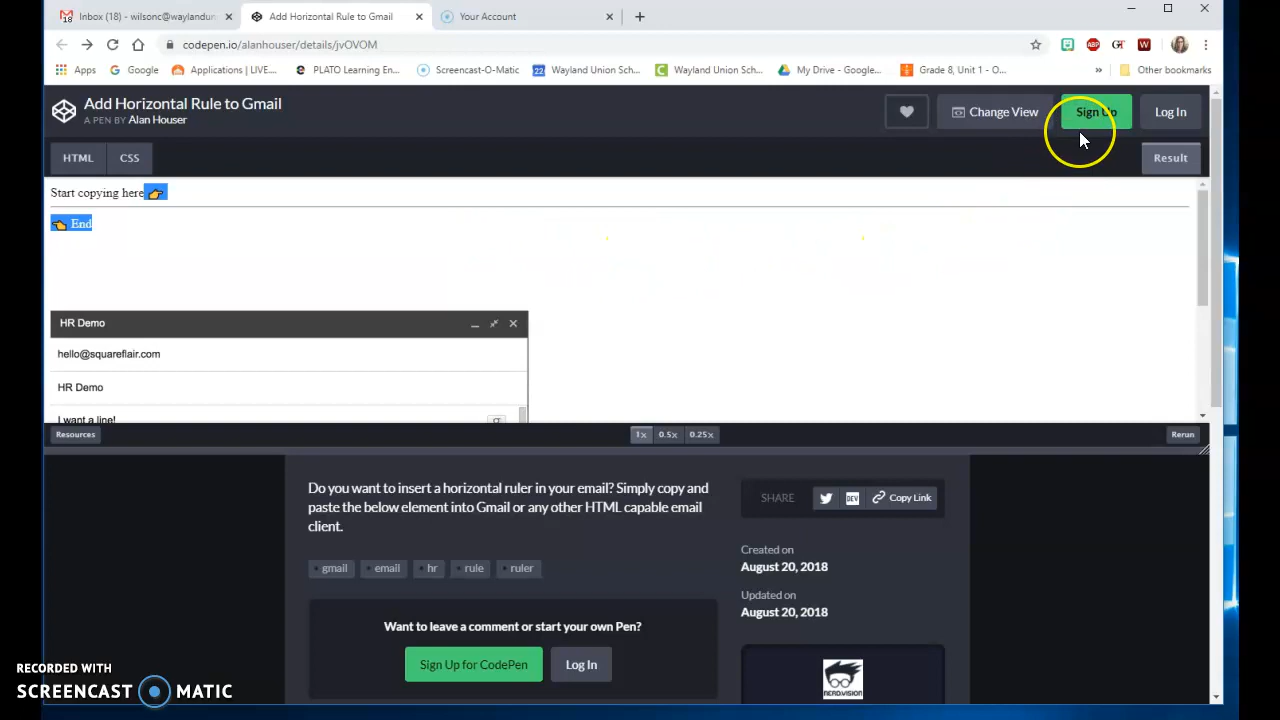 Inbox (18) - wilsonc@waylandun
Add Horizontal Rule to Gmail
Your Account
codepen.io/alanhouser/details/jvOVOM
Apps
Google
Applications | LIVE...
PLATO Learning En...
Screencast-O-Matic
22 Wayland Union Sch...
Wayland Union Sch...
My Drive - Google...
Grade 8, Unit 1 - O...
»
Other bookmarks
Add Horizontal Rule to Gmail
A PEN BY Alan Houser
Change View
Sign Up
Log In
HTML
CSS
Result
Start copying here
End
HR Demo
hello@squareflair.com
HR Demo
I want a line!
Resources
1x
0.5x
0.25x
Rerun
Do you want to insert a horizontal ruler in your email? Simply copy and
paste the below element into Gmail or any other HTML capable email
client.
SHARE
DEV
Copy Link
gmail
email
hr
rule
ruler
Created on
August 20, 2018
Updated on
August 20, 2018
Want to leave a comment or start your own Pen?
Sign Up for CodePen
Log In
NERD.VISION
RECORDED WITH
SCREENCAST MATIC